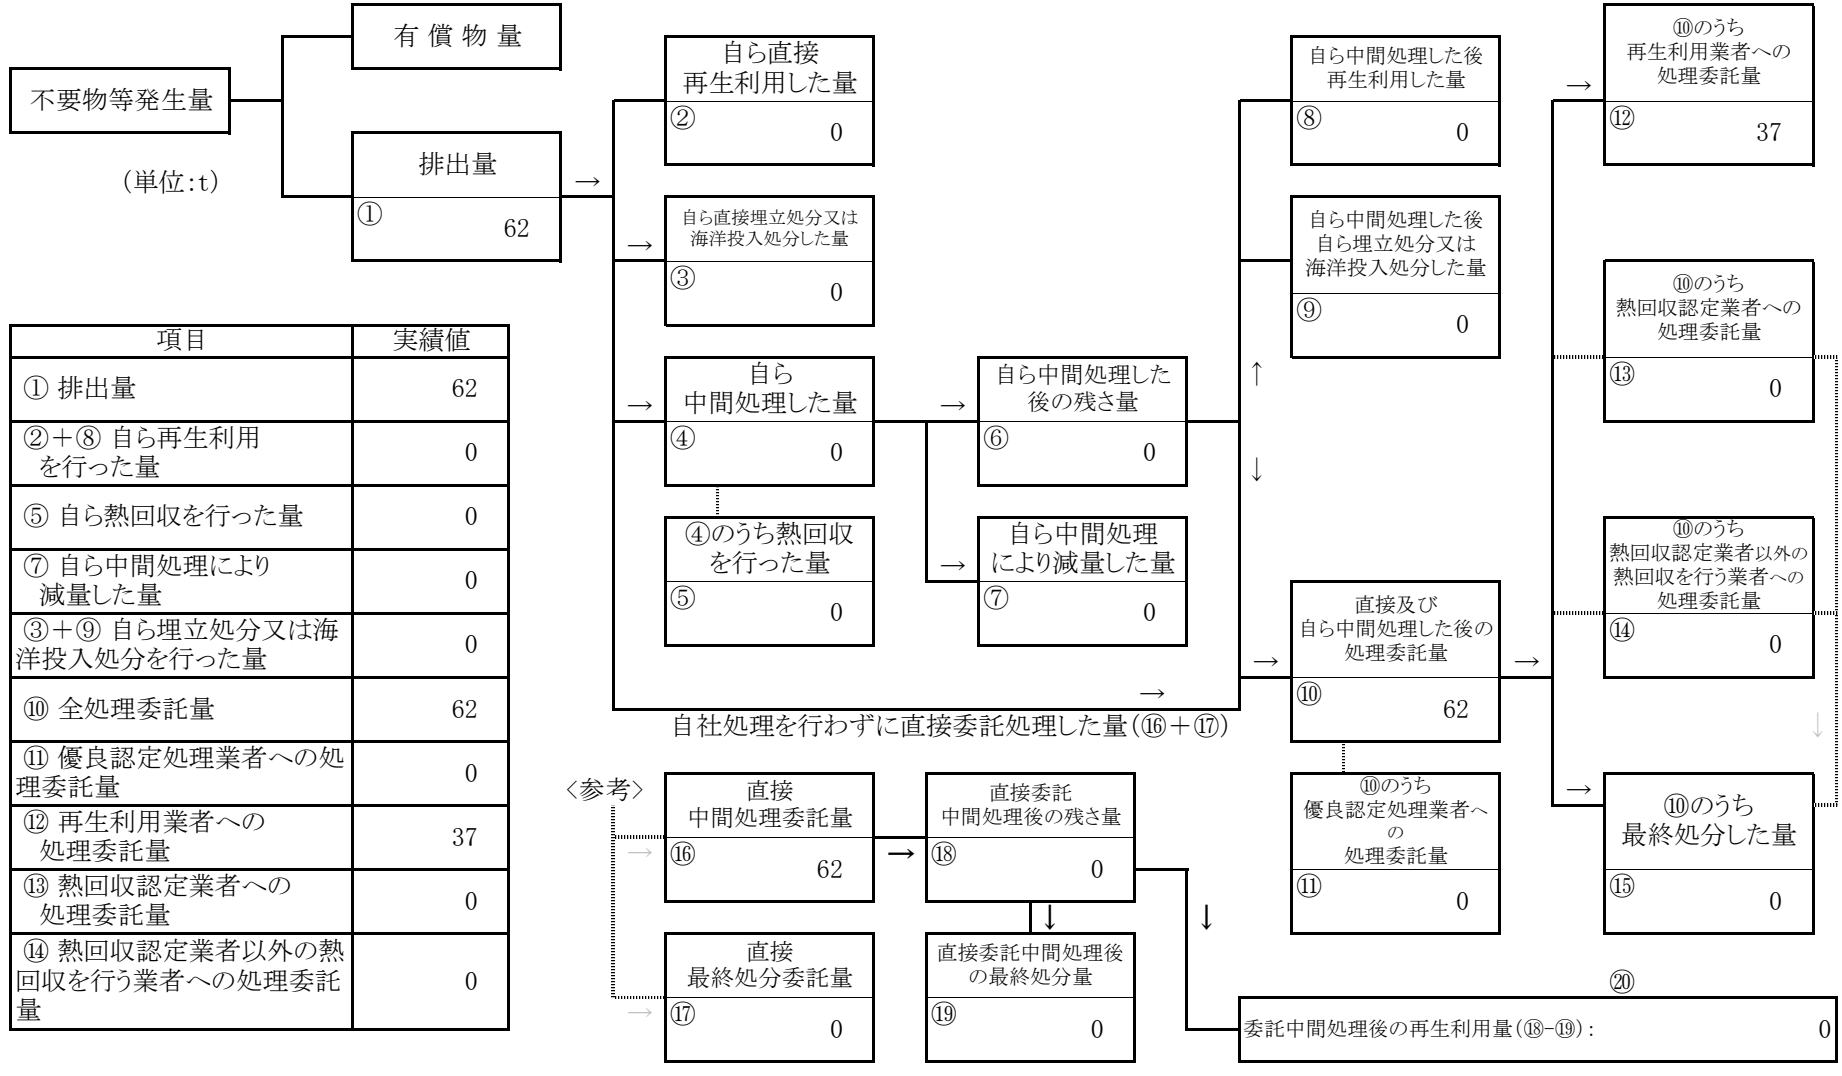 有 償 物 量
不要物等発生量
(単位:t)
排出量
→
①
62
自ら直接
再生利用した量
②
0
→
自ら直接埋立処分又は
海洋投入処分した量
③
0
→
自ら
中間処理した量
④
0
④のうち熱回収
を行った量
⑤
0
→
自ら中間処理した
後の残さ量
⑥
0
→
自ら中間処理
により減量した量
⑦
0
自ら中間処理した後
再生利用した量
⑧
0
自ら中間処理した後
自ら埋立処分又は
海洋投入処分した量
⑨
0
↑
↓
→
自社処理を行わずに直接委託処理した量(⑯+⑰)
→
直接及び
自ら中間処理した後の
処理委託量
⑩
62
→
⑩のうち
優良認定処理業者へ
の
処理委託量
⑪
0
→
⑩のうち
再生利用業者への
処理委託量
⑫
37
⑩のうち
熱回収認定業者への
処理委託量
⑬
0
⑩のうち
熱回収認定業者以外の
熱回収を行う業者への
処理委託量
⑭
0
↓
→
⑩のうち
最終処分した量
⑮
0
項目 実績値
① 排出量 62
②+⑧ 自ら再生利用
を行った量
0
⑤ 自ら熱回収を行った量 0
⑦ 自ら中間処理により
減量した量
0
③+⑨ 自ら埋立処分又は海
洋投入処分を行った量
0
⑩ 全処理委託量 62
⑪ 優良認定処理業者への処
理委託量
0
⑫ 再生利用業者への
処理委託量
37
⑬ 熱回収認定業者への
処理委託量
0
⑭ 熱回収認定業者以外の熱
回収を行う業者への処理委託
量
0
<参考>
→
直接
中間処理委託量
⑯
62
→
直接委託
中間処理後の残さ量
⑱
0
↓
↓
→
直接
最終処分委託量
⑰
0
直接委託中間処理後
の最終処分量
⑲
0
⑳
委託中間処理後の再生利用量(⑱-⑲): 0